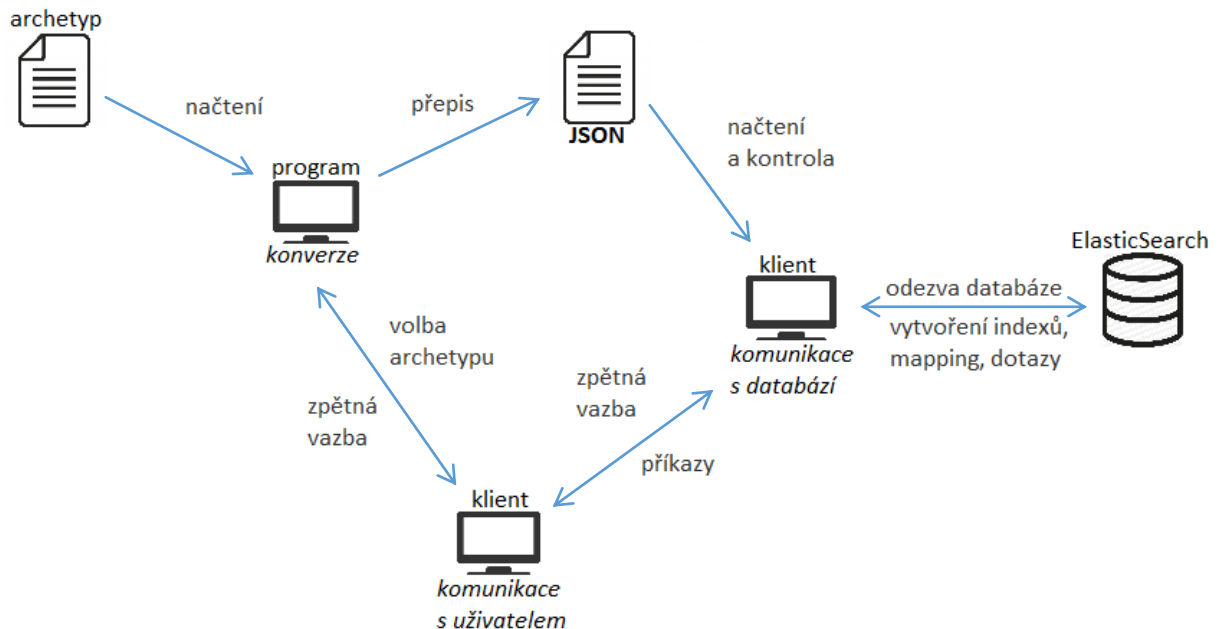 archetyp
načtení
přepis
JSON
načtení
a kontrola
program
konverze
ElasticSearch
klient
odezva databáze
vytvoření indexů,
mapping, dotazy
komunikace
s databází
volba
archetypu
zpětná
vazba
zpětná
vazba
příkazy
klient
komunikace
s uživatelem